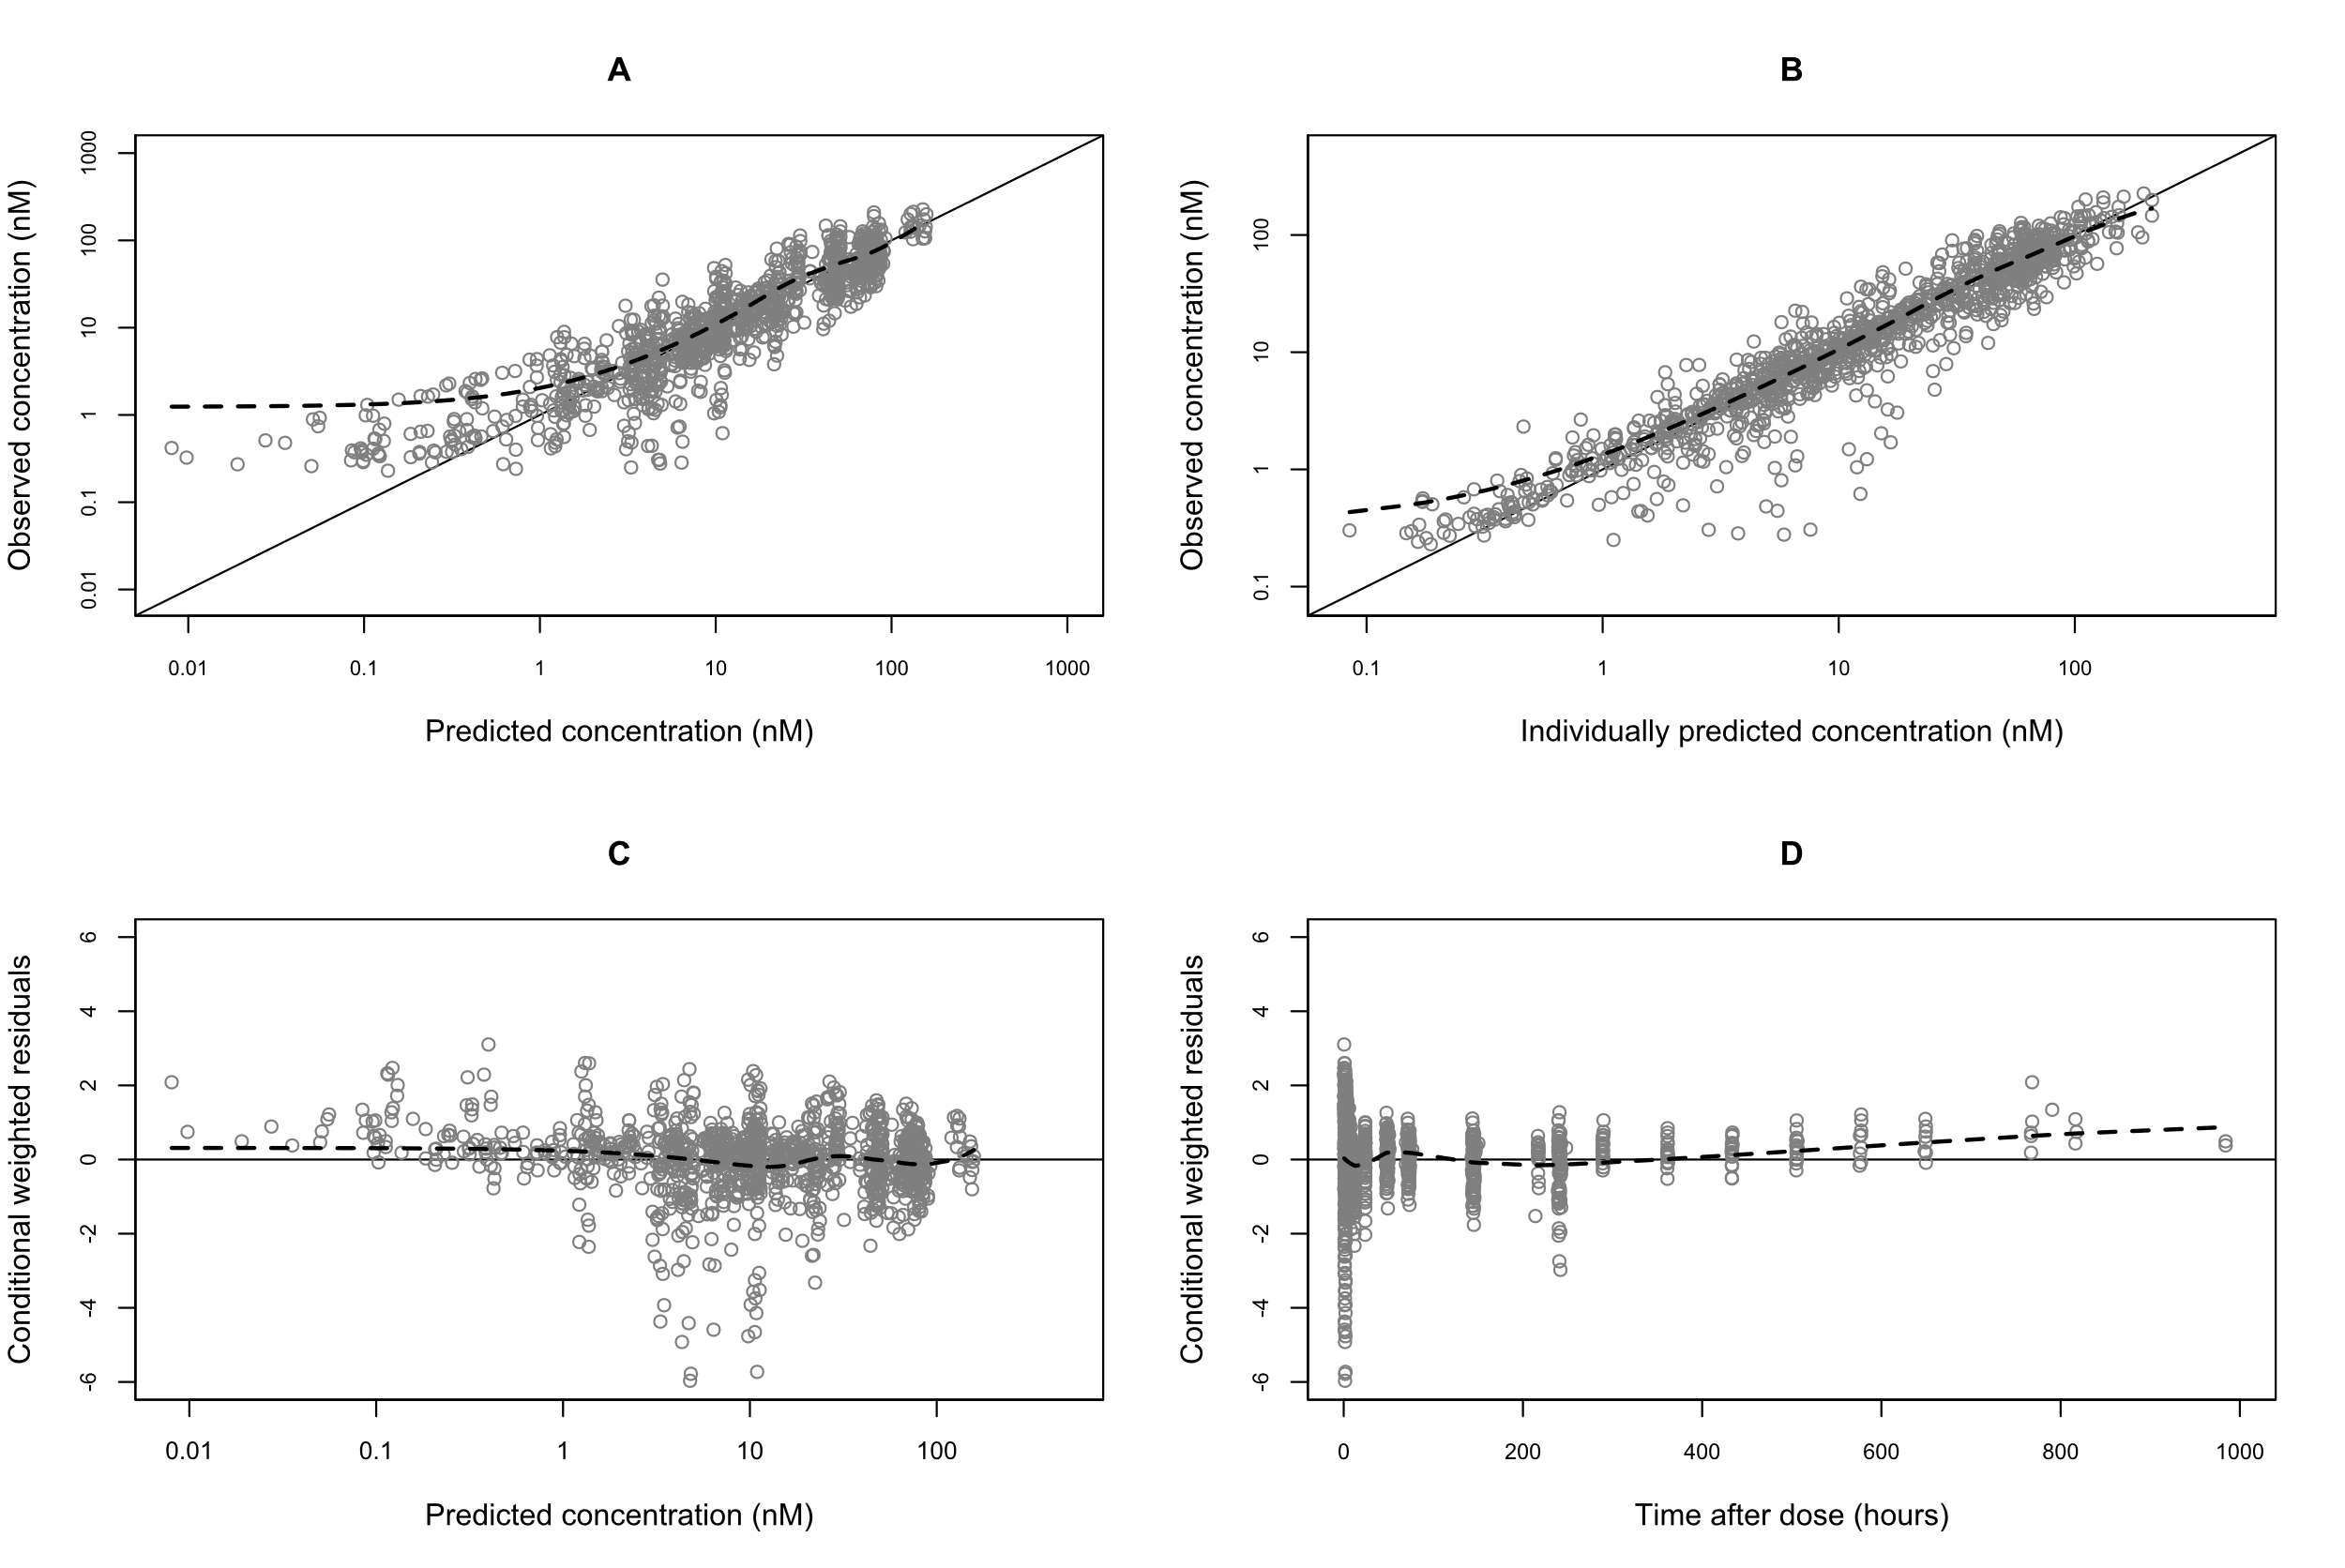 A
Observed concentration (nM)
1000
100
10
1
0.1
0.01
0.01 0.1 1 10 100 1000
Predicted concentration (nM)
B
Observed concentration (nM)
100
10
1
0.1
0.1 1 10 100
Individually predicted concentration (nM)
C
Conditional weighted residuals
6
4
2
0
-2
-4
-6
0.01 0.1 1 10 100
Predicted concentration (nM)
D
Conditional weighted residuals
6
4
2
0
-2
-4
-6
0 200 400 600 800 1000
Time after dose (hours)